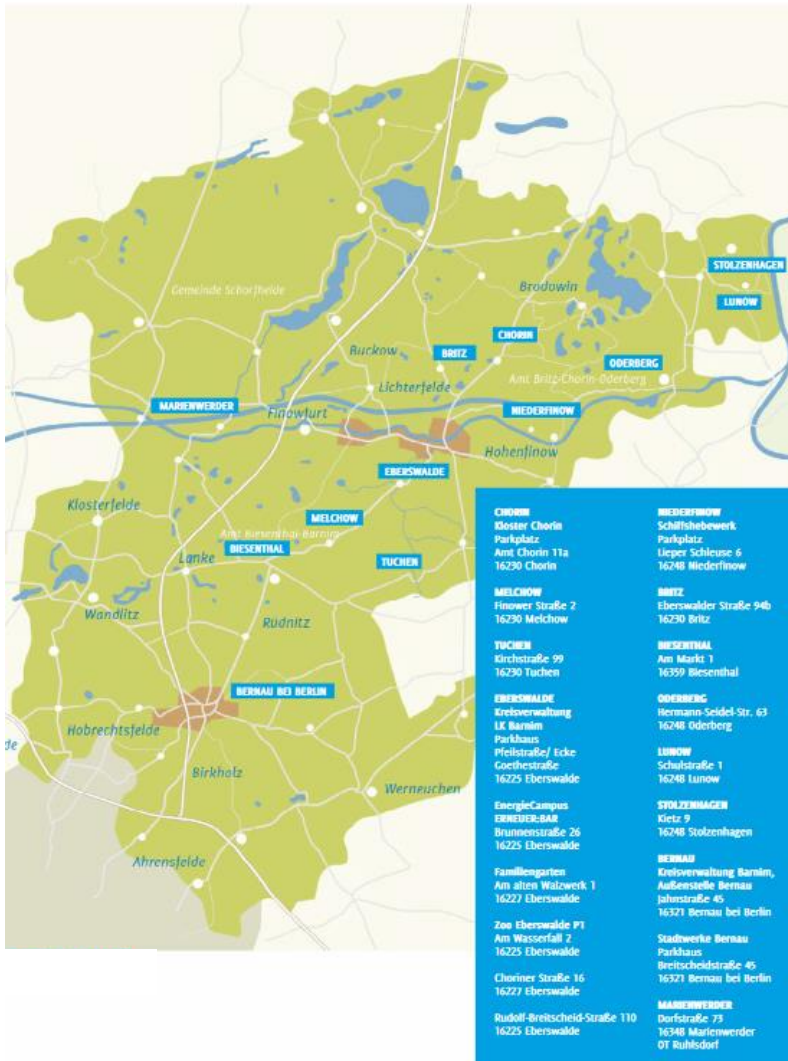 Gemeinde Schorfheide
Brodowin
STOLZENHAGEN
LUNOW
Buckow
BRITZ
CHORIN
ODERBERG
Lichterfelde
Amt Britz-Chorin-Oderberg
MARIENWERDER
Finowfurt
NIEDERFINOW
Hohenfinow
EBERSWALDE
Klosterfelde
MELCHOW
Amt Biesenthal-Barnim
BIESENTHAL
Lanke
TUCHEN
Wandlitz
Rüdnitz
BERNAU BEI BERLIN
Hobrechtsfelde
de
Birkholz
Werneuchen
Ahrensfelde
CHORIN
Kloster Chorin
Parkplatz
Amt Chorin 11a
16230 Chorin
MELCHOW
Finower Straße 2
16230 Melchow
TUCHEN
Kirchstraße 99
16230 Tuchen
EBERSWALDE
Kreisverwaltung
LK Barnim
Parkhaus
Pfeilstraße/ Ecke
Goethestraße
16225 Eberswalde
EnergieCampus
ERNEUER:BAR
Brunnenstraße 26
16225 Eberswalde
Familiengarten
Am alten Walzwerk 1
16227 Eberswalde
Zoo Eberswalde P1
Am Wasserfall 2
16225 Eberswalde
Choriner Straße 16
16227 Eberswalde
Rudolf-Breitscheid-Straße 110
16225 Eberswalde
NIEDERFINOW
Schiffshebewerk
Parkplatz
Lieper Schleuse 6
16248 Niederfinow
BRITZ
Eberswalder Straße 94b
16230 Britz
BIESENTHAL
Am Markt 1
16359 Biesenthal
ODERBERG
Hermann-Seidel-Str. 63
16248 Oderberg
LUNOW
Schulstraße 1
16248 Lunow
STOLZENHAGEN
Kietz 9
16248 Stolzenhagen
BERNAU
Kreisverwaltung Barnim,
Außenstelle Bernau
Jahnstraße 45
16321 Bernau bei Berlin
Stadtwerke Bernau
Parkhaus
Breitscheidstraße 45
16321 Bernau bei Berlin
MARIENWERDER
Dorfstraße 73
16348 Marienwerder
OT Ruhlsdorf